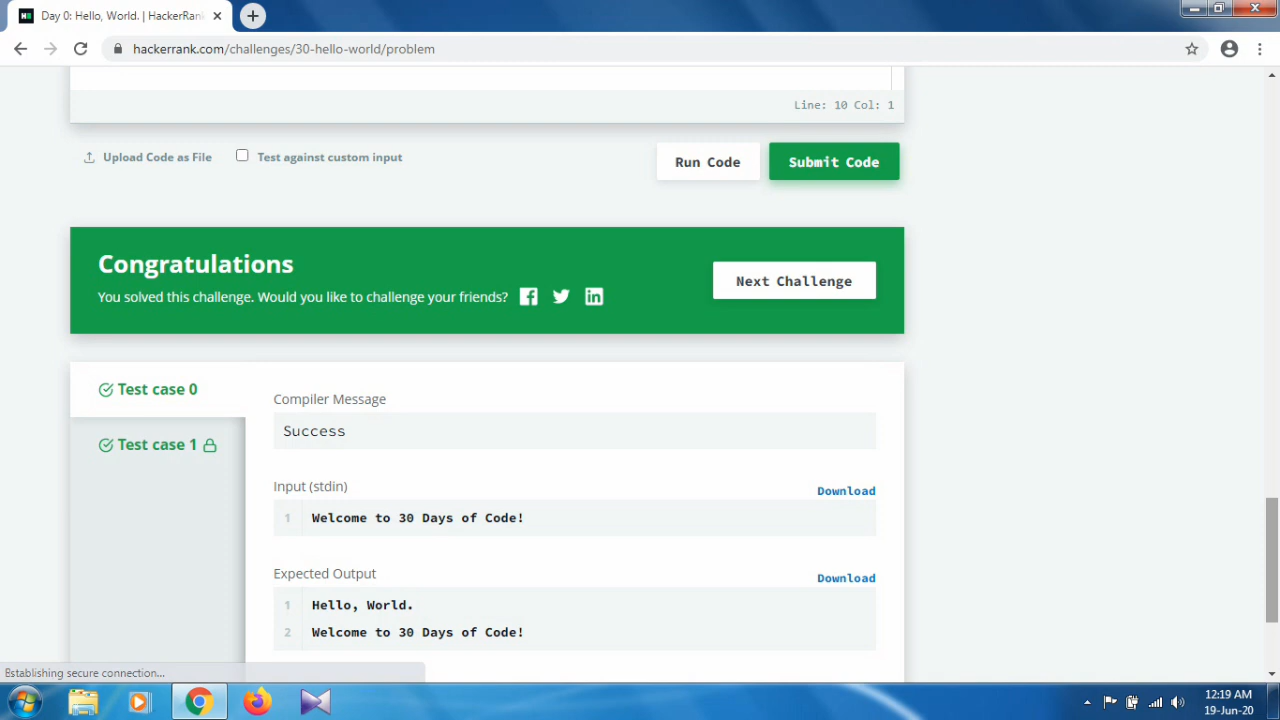 Day 0: Hello, World. | HackerRank
hackerrank.com/challenges/30-hello-world/problem
Line: 10 Col: 1
Upload Code as File
Test against custom input
Run Code
Submit Code
Congratulations
You solved this challenge. Would you like to challenge your friends?
Next Challenge
Test case 0
Test case 1
Compiler Message
Success
Input (stdin)
Download
1 Welcome to 30 Days of Code!
Expected Output
Download
1 Hello, World.
2 Welcome to 30 Days of Code!
Establishing secure connection...
12:19 AM
19-Jun-20